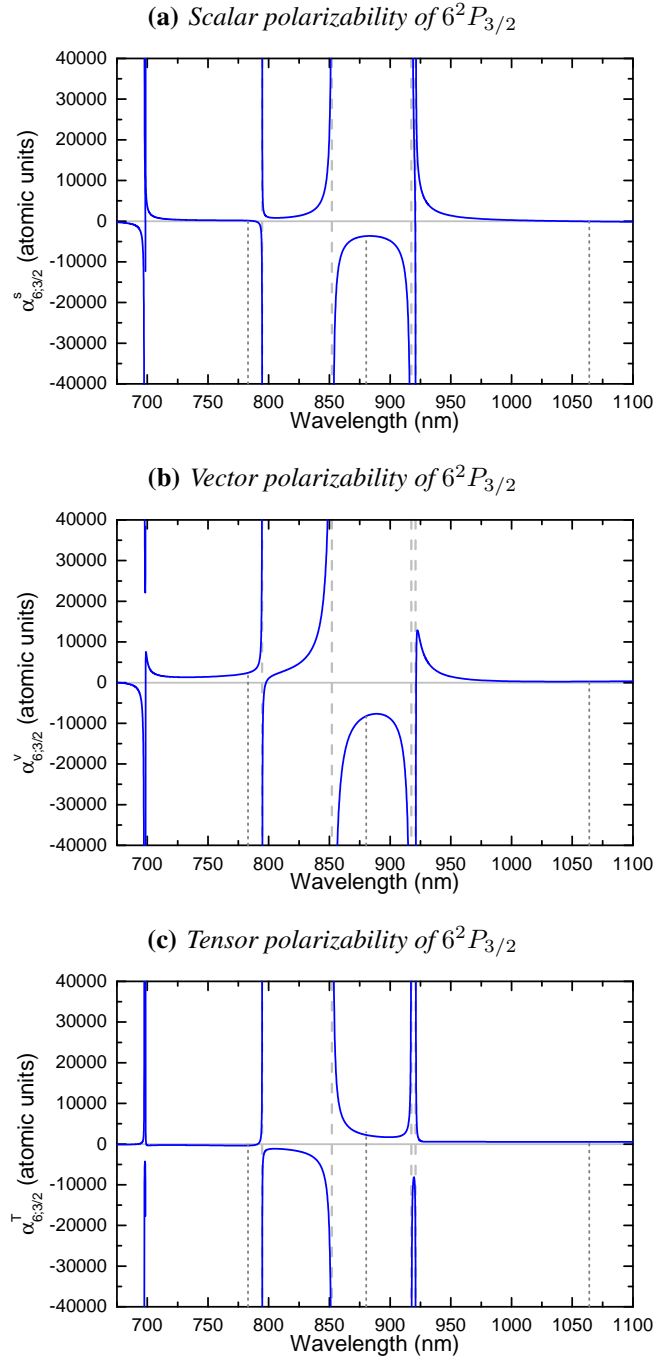 (a) Scalar polarizability of 6²P₃/₂
40000
30000
20000
10000
0
-10000
-20000
-30000
-40000
α ˢ 6;3/2 (atomic units)
700 750 800 850 900 950 1000 1050 1100
Wavelength (nm)
(b) Vector polarizability of 6²P₃/₂
40000
30000
20000
10000
0
-10000
-20000
-30000
-40000
α ᵛ 6;3/2 (atomic units)
700 750 800 850 900 950 1000 1050 1100
Wavelength (nm)
(c) Tensor polarizability of 6²P₃/₂
40000
30000
20000
10000
0
-10000
-20000
-30000
-40000
α ᵀ 6;3/2 (atomic units)
700 750 800 850 900 950 1000 1050 1100
Wavelength (nm)